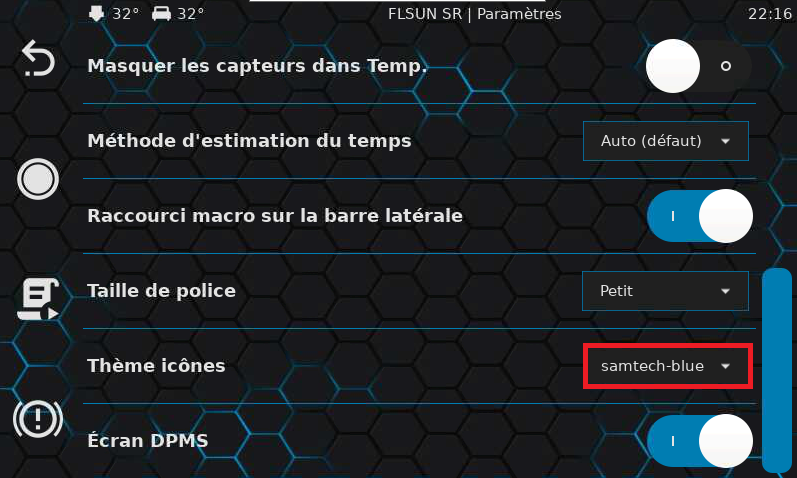 32° 32° FLSUN SR | Paramètres 22:16
Masquer les capteurs dans Temp.
Méthode d'estimation du temps Auto (défaut)
Raccourci macro sur la barre latérale
Taille de police Petit
Thème icônes samtech-blue
Écran DPMS